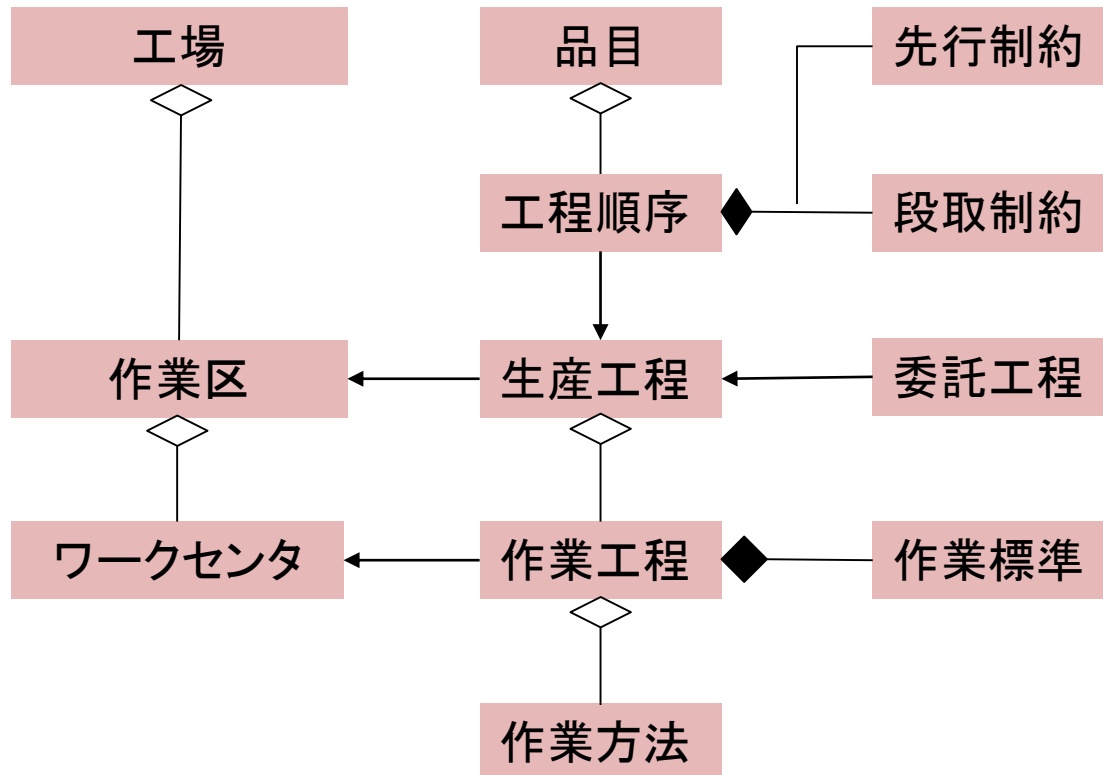 工場
品目
先行制約
工程順序
段取制約
作業区
生産工程
委託工程
ワークセンタ
作業工程
作業標準
作業方法